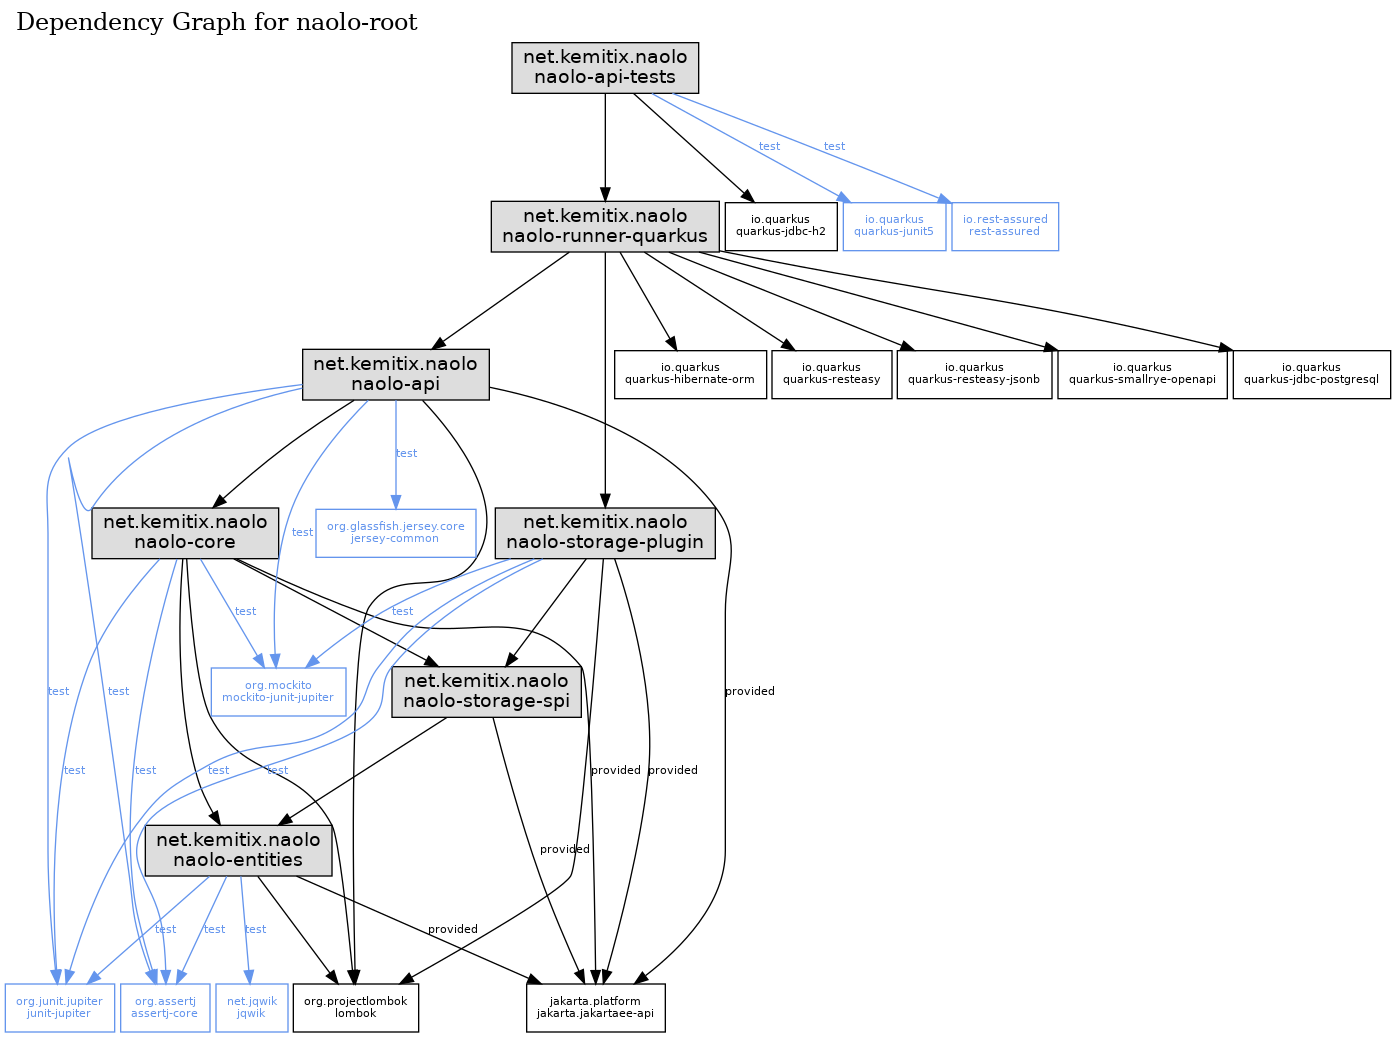 Dependency Graph for naolo-root
net.kemitix.naolo
naolo-api-tests
test
test
net.kemitix.naolo
naolo-runner-quarkus
io.quarkus
quarkus-jdbc-h2
io.quarkus
quarkus-junit5
io.rest-assured
rest-assured
net.kemitix.naolo
naolo-api
io.quarkus
quarkus-hibernate-orm
io.quarkus
quarkus-resteasy
io.quarkus
quarkus-resteasy-jsonb
io.quarkus
quarkus-smallrye-openapi
io.quarkus
quarkus-jdbc-postgresql
test
net.kemitix.naolo
naolo-core
test
org.glassfish.jersey.core
jersey-common
net.kemitix.naolo
naolo-storage-plugin
test
test
org.mockito
mockito-junit-jupiter
net.kemitix.naolo
naolo-storage-spi
test
test
provided
test
test
test
test
provided
provided
net.kemitix.naolo
naolo-entities
provided
test
test
test
provided
org.junit.jupiter
junit-jupiter
org.assertj
assertj-core
net.jqwik
jqwik
org.projectlombok
lombok
jakarta.platform
jakarta.jakartaee-api